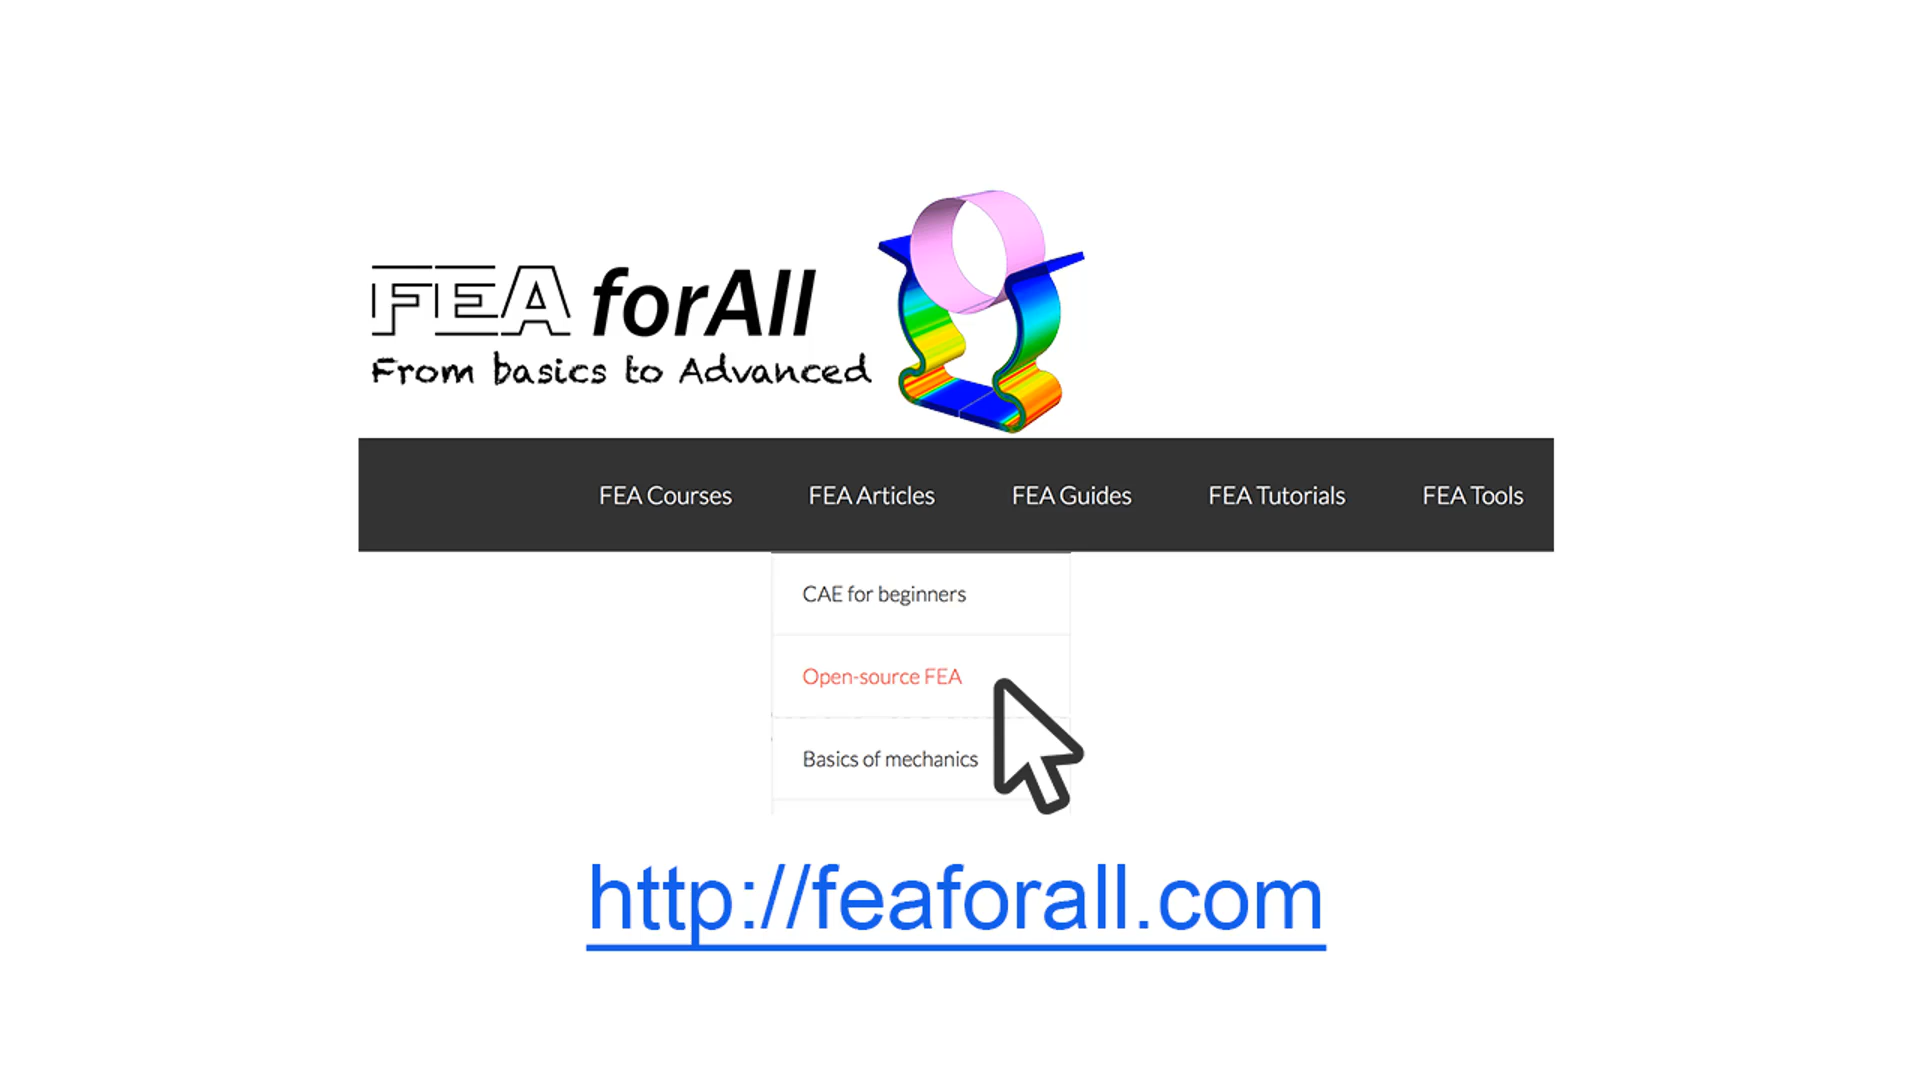 FEA forAll
From basics to Advanced
FEA Courses FEA Articles FEA Guides FEA Tutorials FEA Tools
CAE for beginners
Open-source FEA
Basics of mechanics
http://feaforall.com